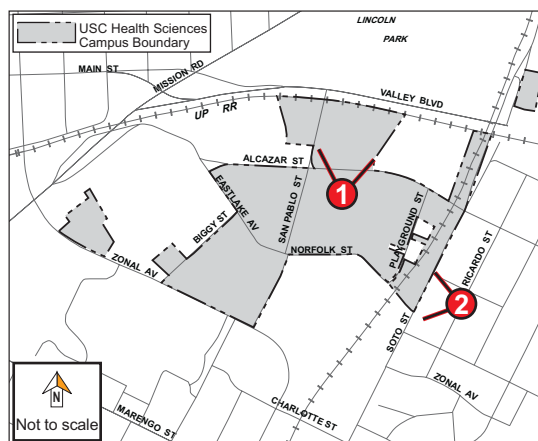 USC Health Sciences
Campus Boundary
LINCOLN
PARK
MAIN ST
MISSION RD
VALLEY BLVD
UP RR
ALCAZAR ST
1
EASTLAKE AV
SAN PABLO ST
PLAYGROUND ST
BIGGY ST
RICARDO ST
NORFOLK ST
ZONAL AV
2
SOTO ST
ZONAL AV
N
Not to scale
MARENGO ST
CHARLOTTE ST